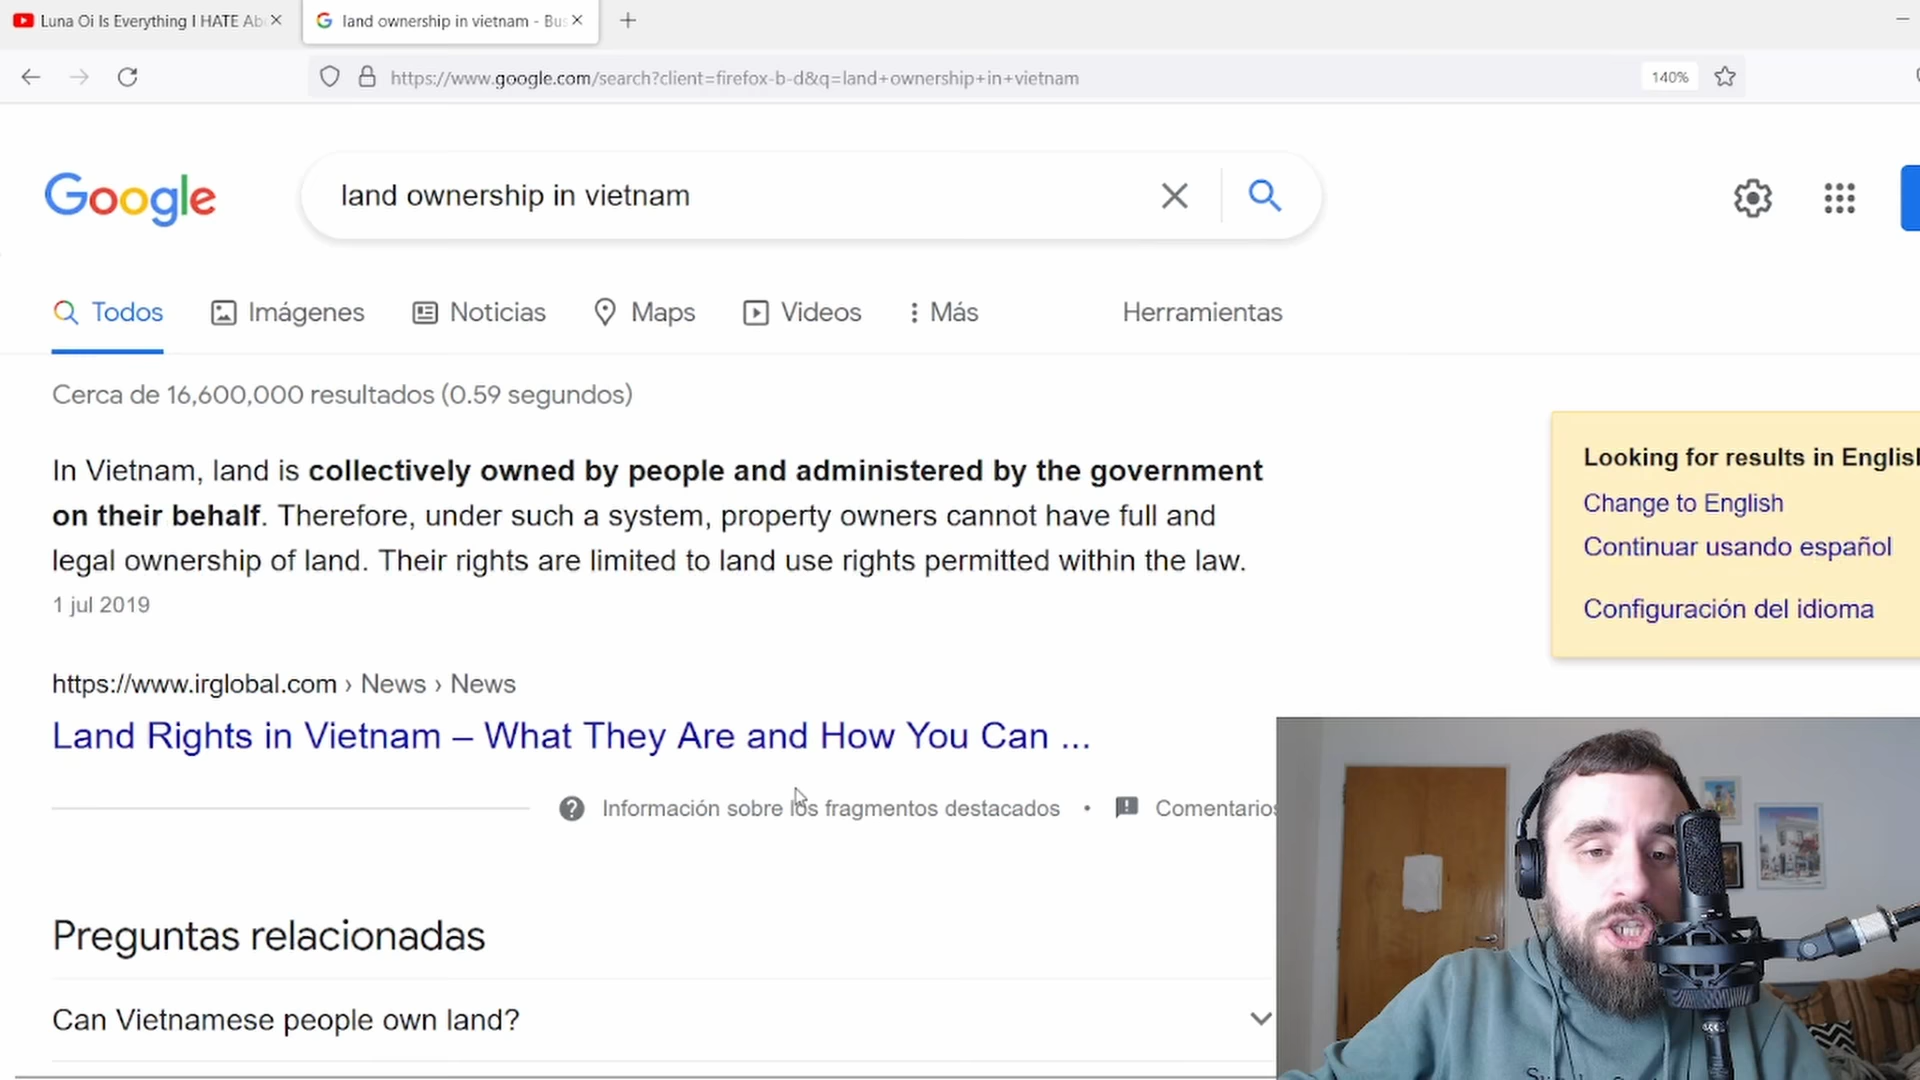 Luna Oi Is Everything I HATE Ab
land ownership in vietnam - Bus
https://www.google.com/search?client=firefox-b-d&q=land+ownership+in+vietnam
140%
Google
land ownership in vietnam
Todos
Imágenes
Noticias
Maps
Videos
Más
Herramientas
Cerca de 16,600,000 resultados (0.59 segundos)
In Vietnam, land is collectively owned by people and administered by the government
on their behalf. Therefore, under such a system, property owners cannot have full and
legal ownership of land. Their rights are limited to land use rights permitted within the law.
1 jul 2019
Looking for results in English
Change to English
Continuar usando español
Configuración del idioma
https://www.irglobal.com › News › News
Land Rights in Vietnam – What They Are and How You Can ...
Información sobre los fragmentos destacados
•
Comentarios
Preguntas relacionadas
Can Vietnamese people own land?